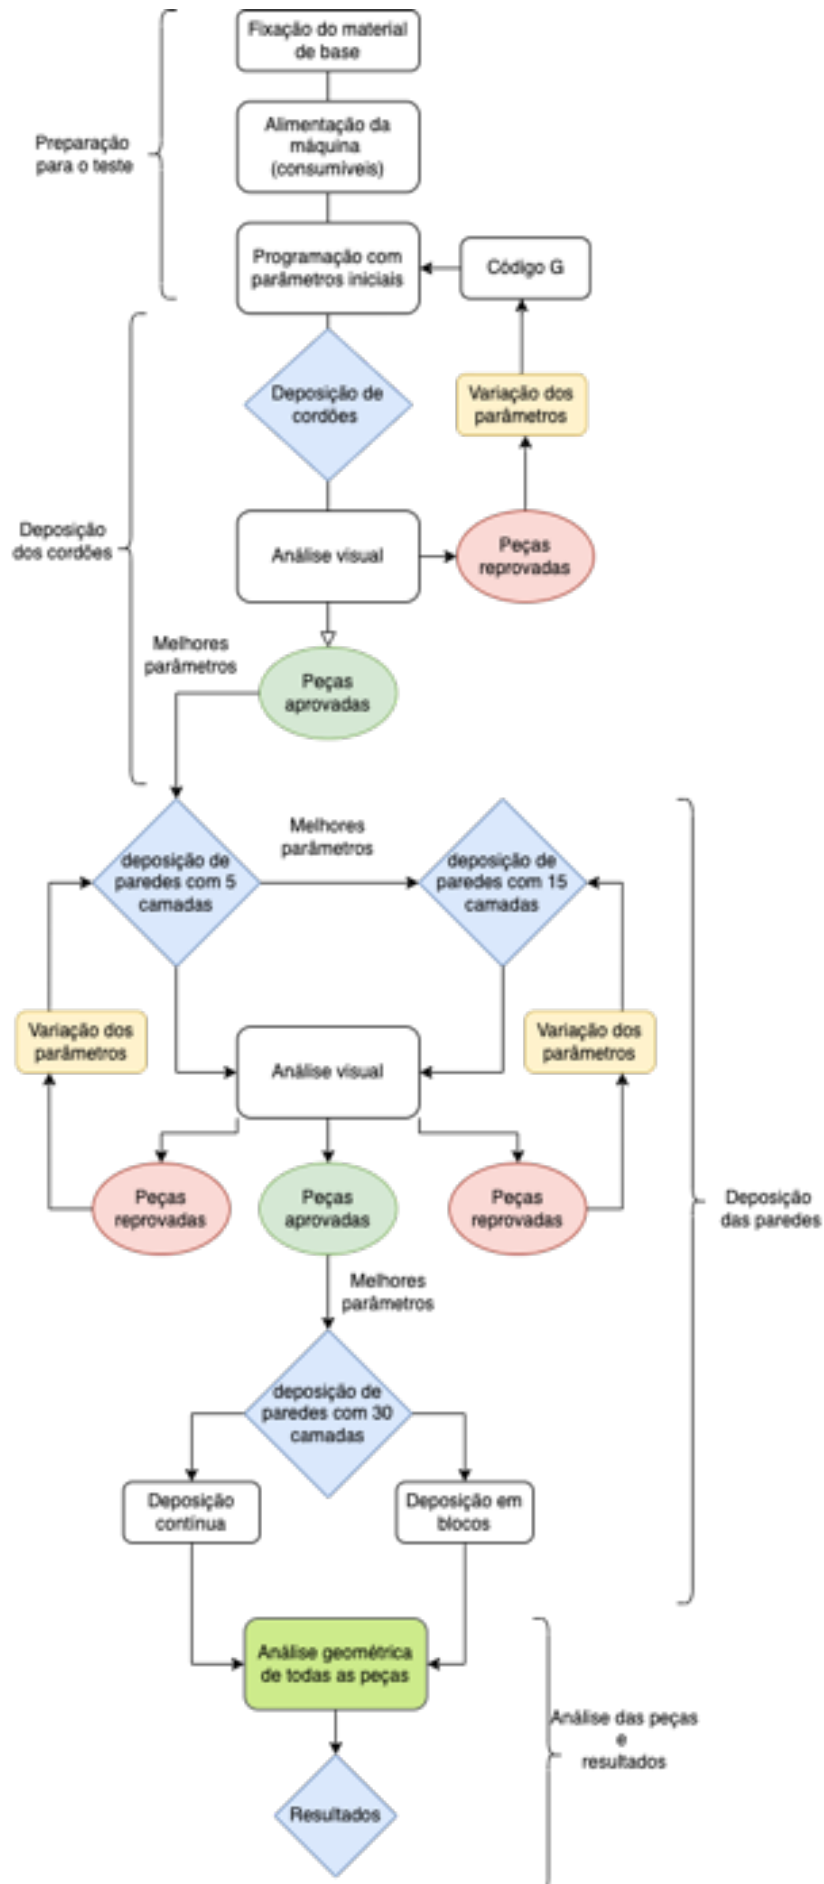 Fixação do material
de base
Preparação
para o teste
Alimentação da
máquina
(consumíveis)
Programação com
parâmetros iniciais
Código G
Deposição de
cordões
Variação dos
parâmetros
Deposição
dos cordões
Análise visual
Peças
reprovadas
Melhores
parâmetros
Peças
aprovadas
deposição de
paredes com 5
camadas
Melhores
parâmetros
deposição de
paredes com 15
camadas
Variação dos
parâmetros
Análise visual
Variação dos
parâmetros
Peças
reprovadas
Peças
aprovadas
Peças
reprovadas
Deposição
das paredes
Melhores
parâmetros
deposição de
paredes com 30
camadas
Deposição
contínua
Deposição em
blocos
Análise geométrica
de todas as peças
Análise das peças
e
resultados
Resultados